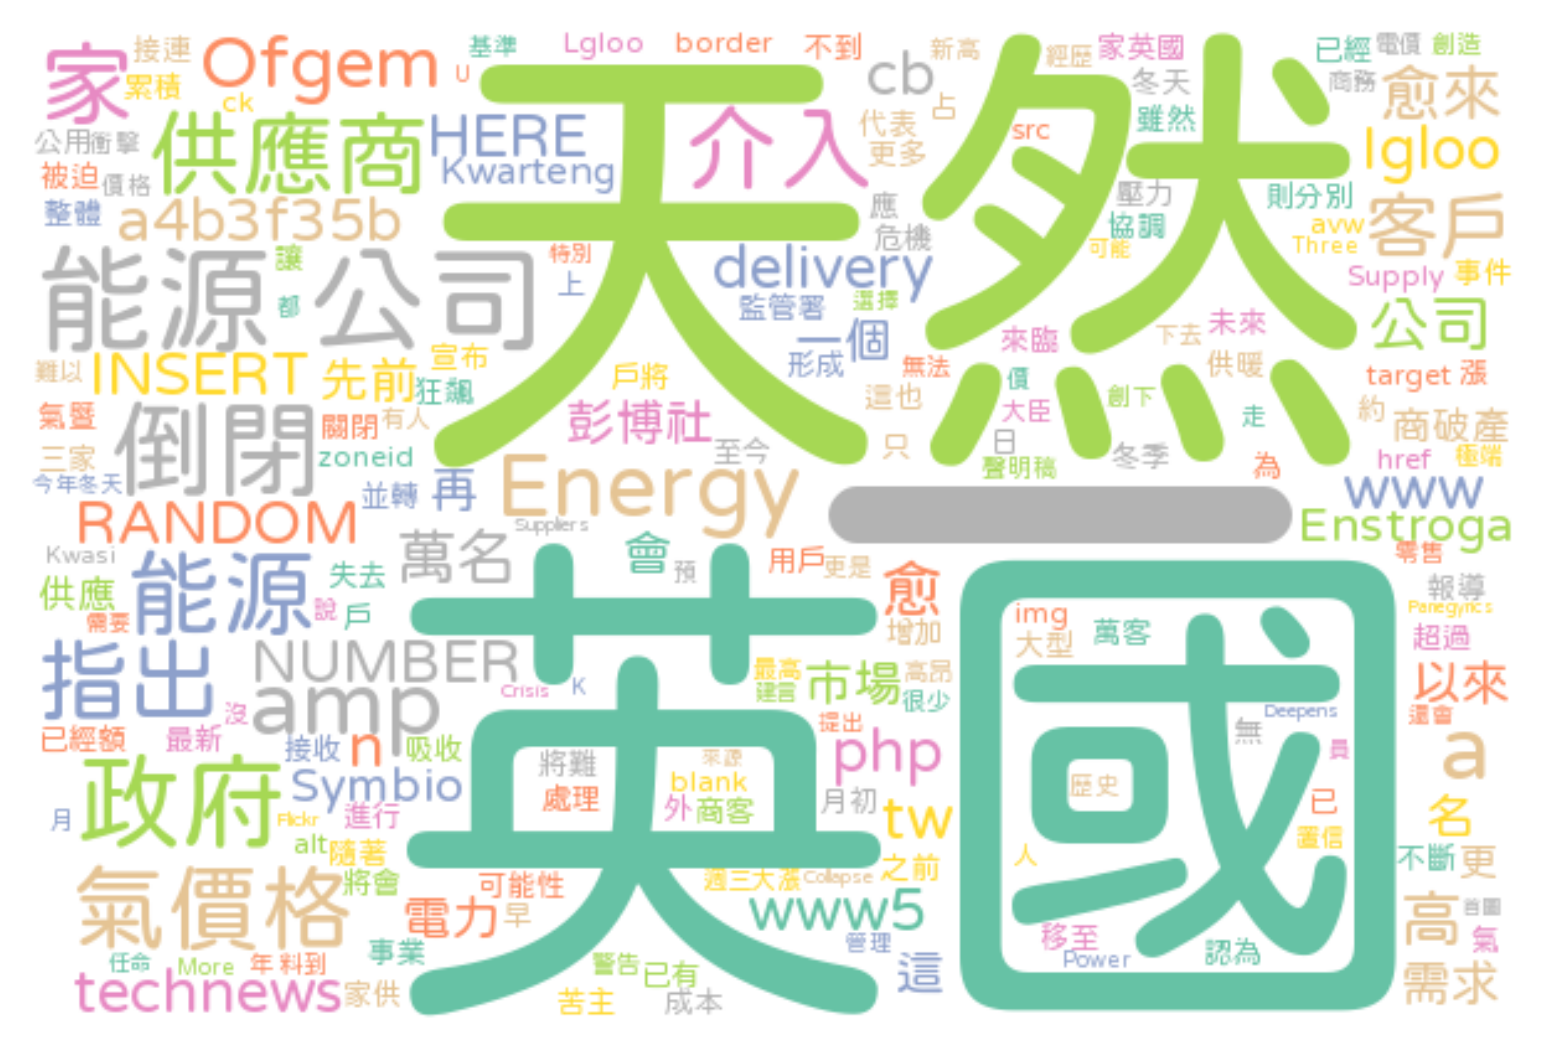 家 接連 Ofgem 基準 Lgloo border 不到 cb 新高 經歷 家英國 已經 電價 創造
累積 U ck 天然 冬天 商務 愈來
公用 衝擊 供應商 HERE 介入 代表 占 src 雖然 Igloo
被迫 價格 Kwarteng 更多 壓力 則分別
整體 a4b3f35b 應 協調 avw 客戶
能源公司 讓 特別 delivery 危機 可能 Three
都 上 監管署 選擇 Supply 事件
一個 來臨 下去 未來 公司
難以 INSERT 先前 宣布 形成 無法 供暖
狂飆 戶將 這也 價 創下 target 漲
氣暨 倒閉 關閉 有人 彭博社 只 大臣 走 約 商破產
三家 zoneid 至今 日 聲明稿 冬季 為 href 極端
今年冬天 並轉 再 Energy 一 www
RANDOM Suppliers Enstroga
Kwasi 能源 萬名 英國 會 預 用戶 更是 零售
供應 失去 愈 img 報導
需要 說 戶 增加 大型 萬客 Panegyrics
指出 NUMBER 最高 市場 高昂 超過
amp Crisis K 建言 很少 以來
沒 提出 Deepens 還會
已經額 最新 接收 n 吸收 將難 來源 php 無 員 a
政府 Symbio 處理 blank 月初 歷史
月 Flickr 進行 外 商客 tw 已 名
alt 隨著 人 置信
氣價格 將會 可能性 週三大漲 Collapse 之前 不斷 更
電力 早 www5 高 首圖
事業 管理 移至 認為 氣
任命 More 年 料到 警告 已有 這 Power 需求
technews 家供 苦主 成本